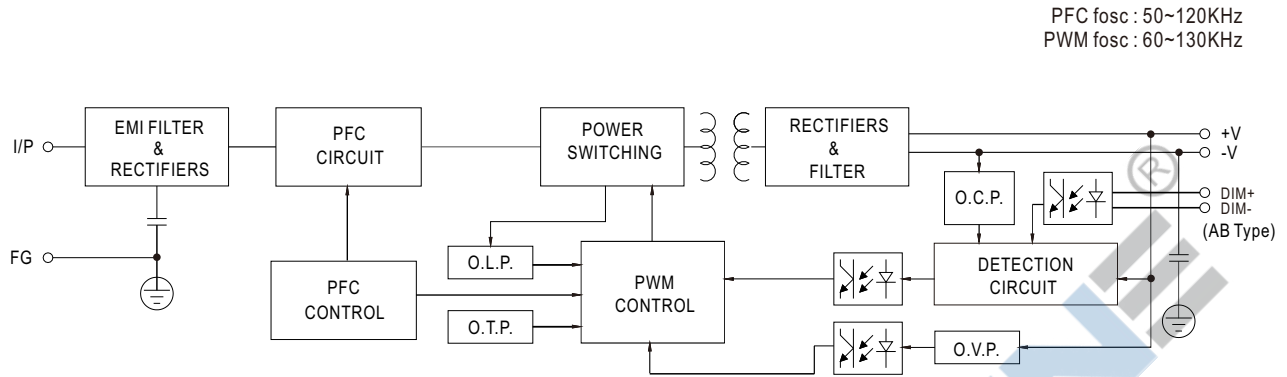 PFC fosc : 50~120KHz
PWM fosc : 60~130KHz
I/P
EMI FILTER
&
RECTIFIERS
PFC
CIRCUIT
POWER
SWITCHING
RECTIFIERS
&
FILTER
+V
-V
O.C.P.
DIM+
DIM-
(AB Type)
FG
O.L.P.
PFC
CONTROL
PWM
CONTROL
DETECTION
CIRCUIT
O.T.P.
O.V.P.
®